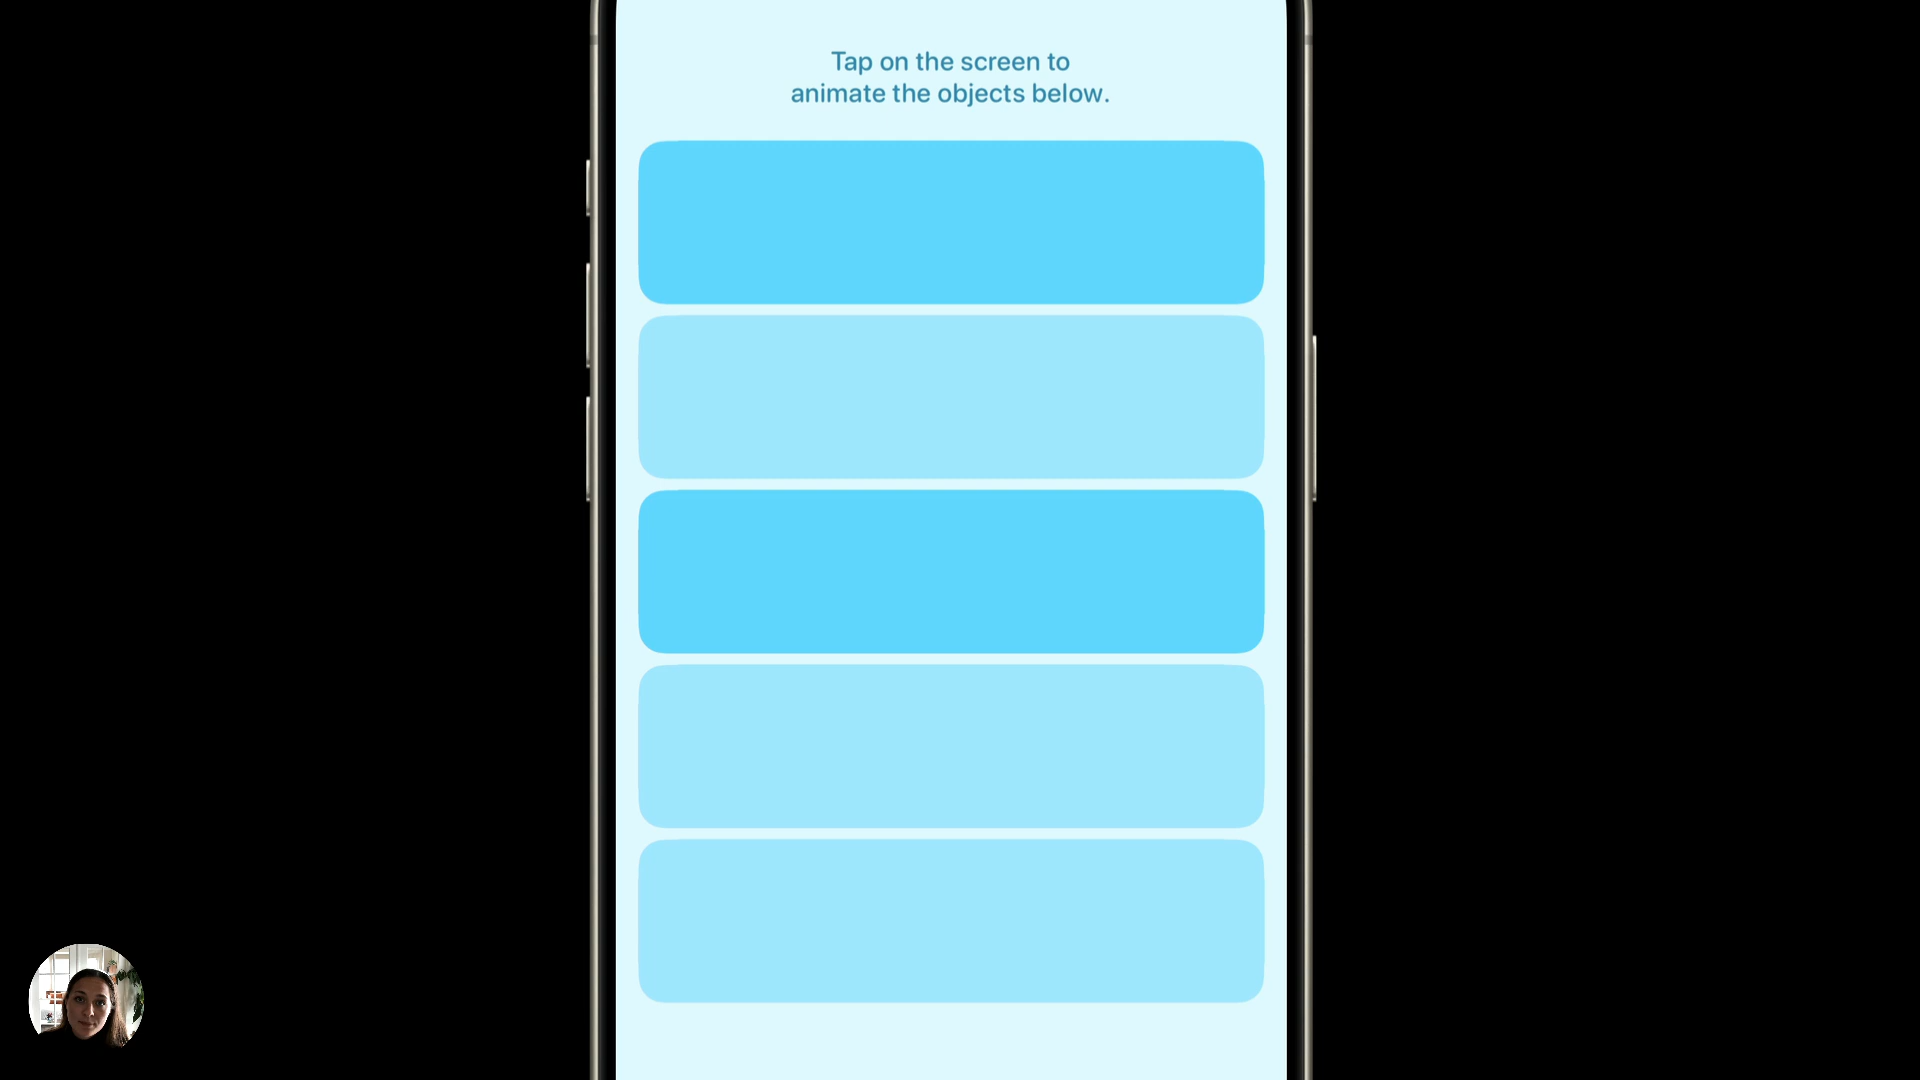 Tap on the screen to
animate the objects below.